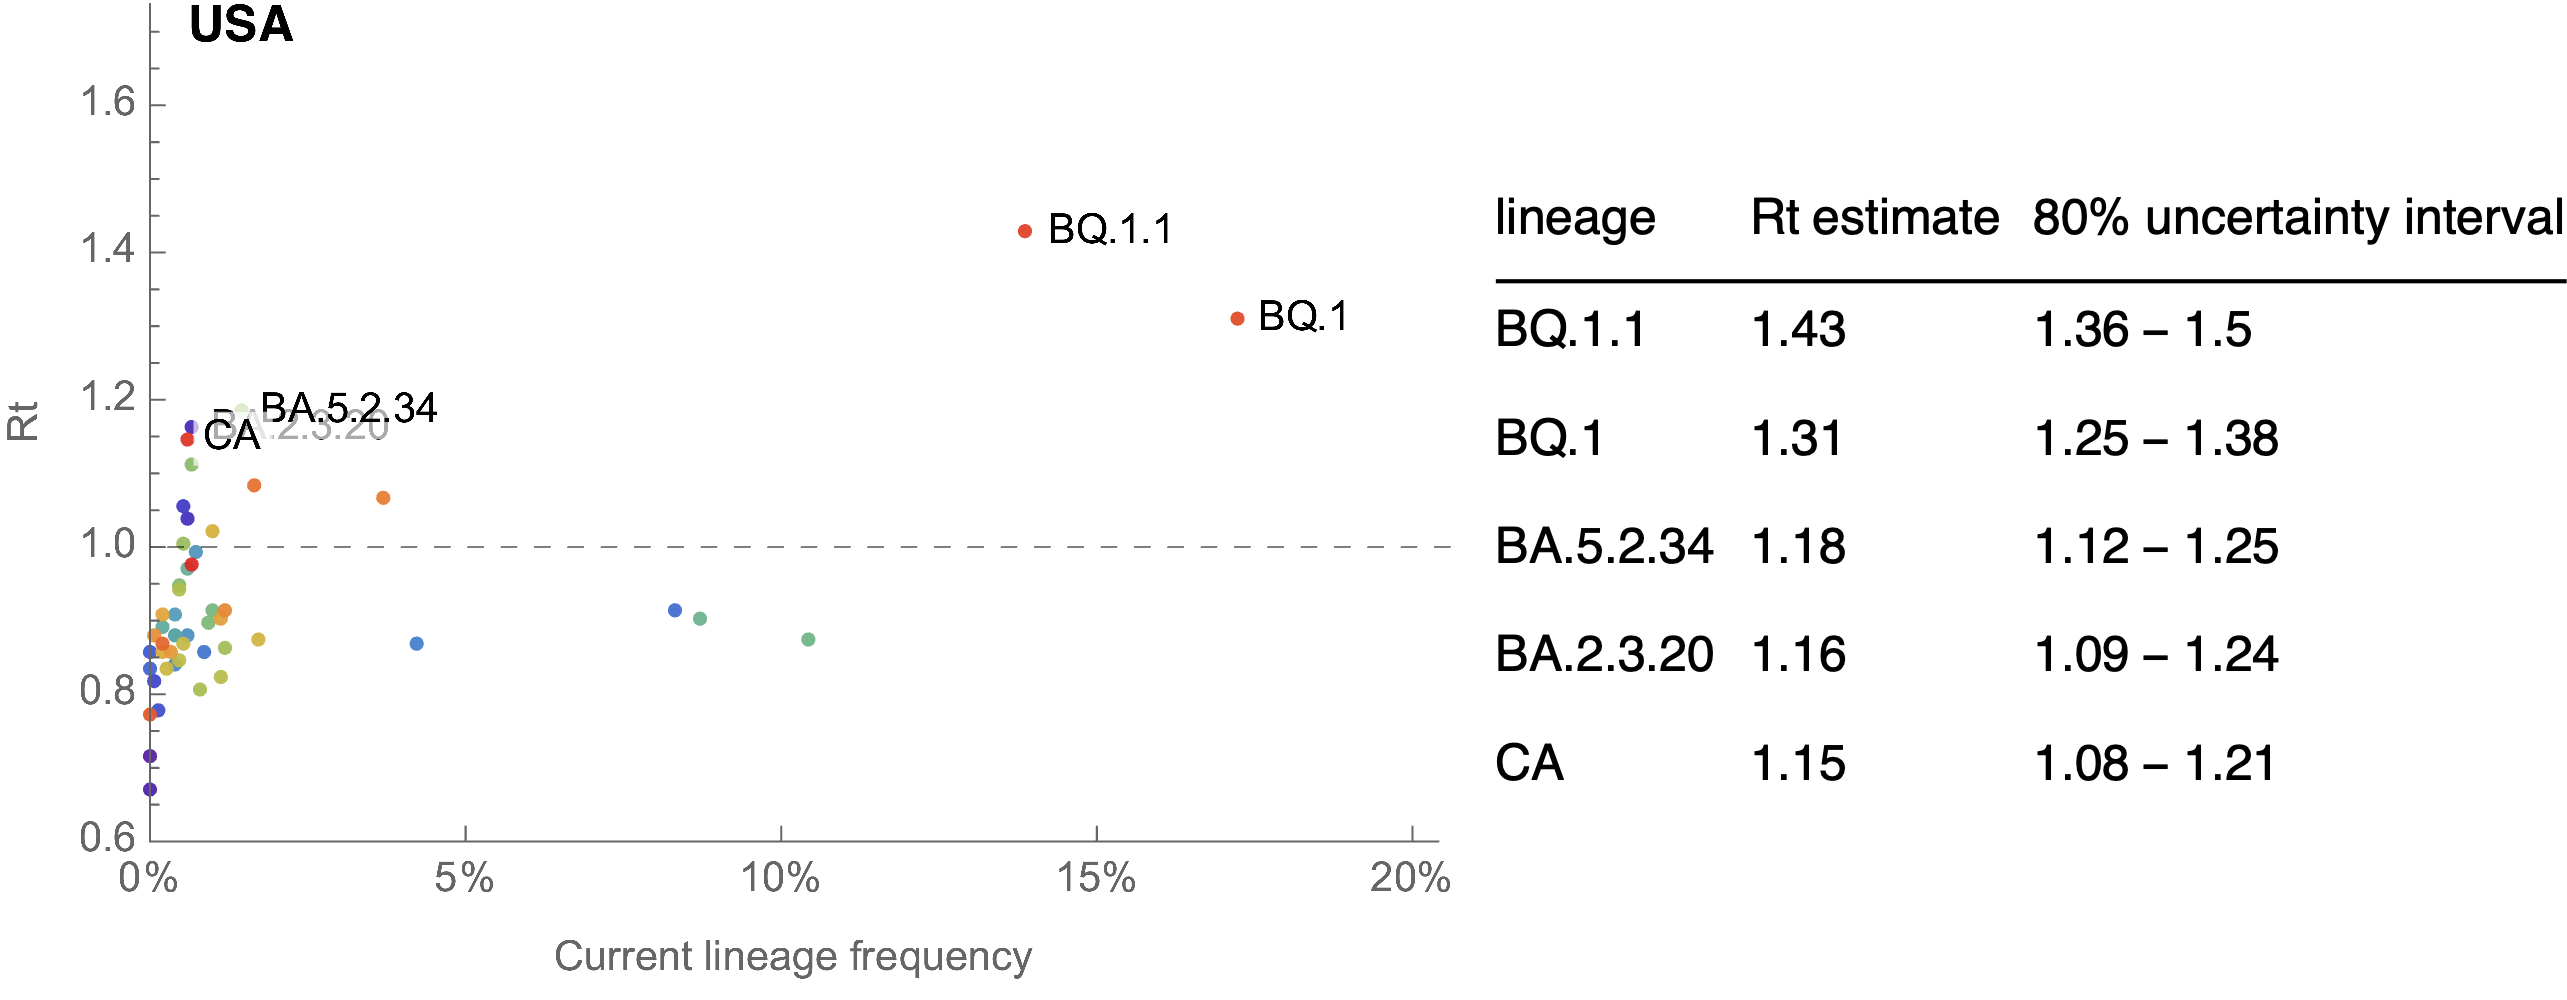 USA
1.6
1.4
1.2
1.0
0.8
0.6
Rt
0% 5% 10% 15% 20%
Current lineage frequency
BQ.1.1
BQ.1
BA.5.2.34
BA.2.3.20
CA
lineage Rt estimate 80% uncertainty interval
BQ.1.1 1.43 1.36 – 1.5
BQ.1 1.31 1.25 – 1.38
BA.5.2.34 1.18 1.12 – 1.25
BA.2.3.20 1.16 1.09 – 1.24
CA 1.15 1.08 – 1.21